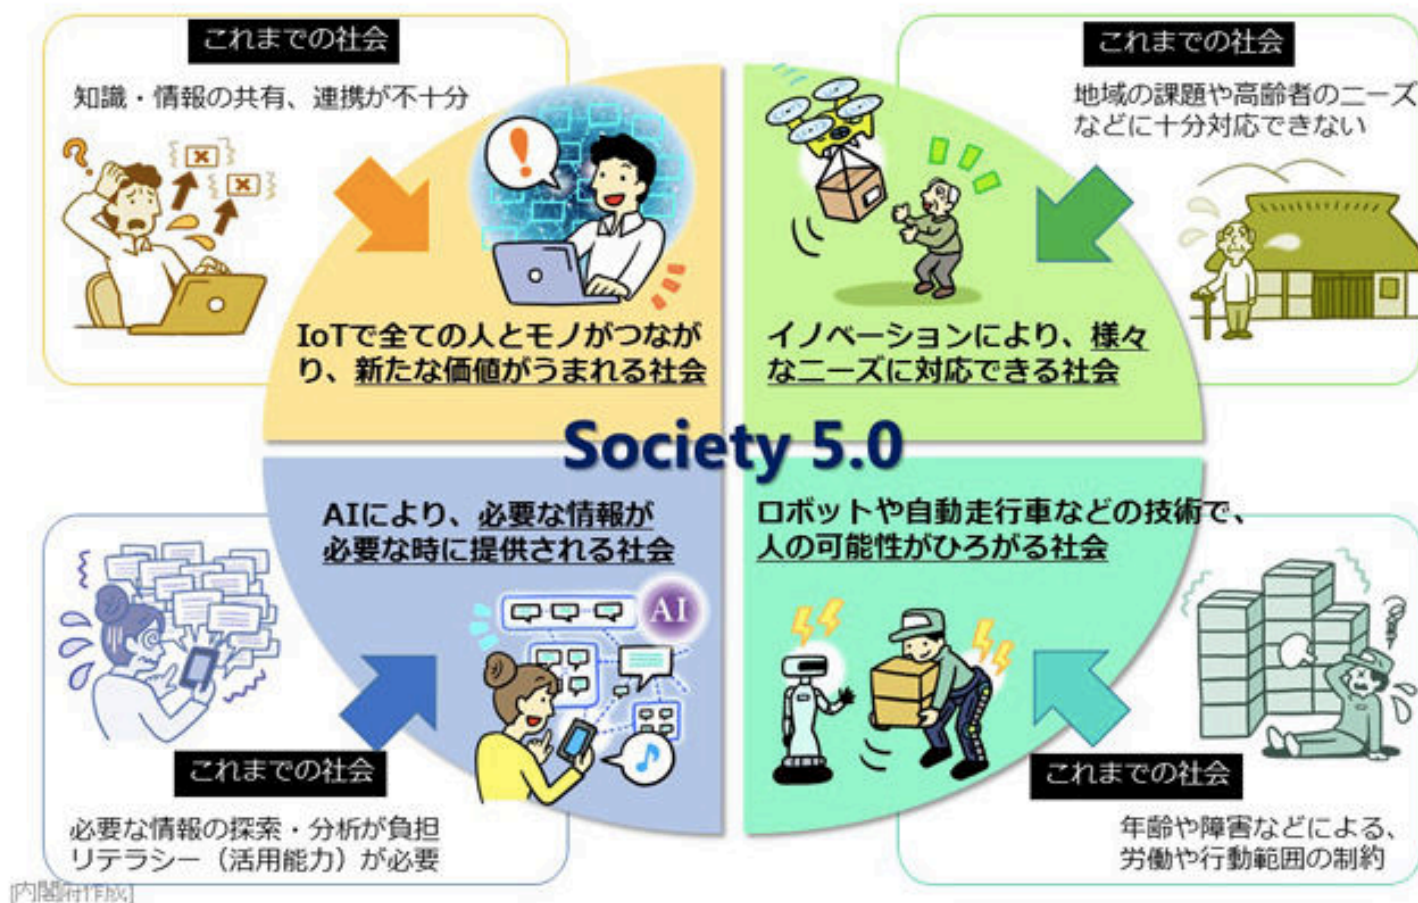 これまでの社会
知識・情報の共有、連携が不十分
IoTで全ての人とモノがつなが
り、新たな価値がうまれる社会
これまでの社会
地域の課題や高齢者のニーズ
などに十分対応できない
イノベーションにより、様々
なニーズに対応できる社会
Society 5.0
AIにより、必要な情報が
必要な時に提供される社会
AI
これまでの社会
必要な情報の探索・分析が負担
リテラシー（活用能力）が必要
ロボットや自動走行車などの技術で、
人の可能性がひろがる社会
これまでの社会
年齢や障害などによる、
労働や行動範囲の制約
[内閣府作成]